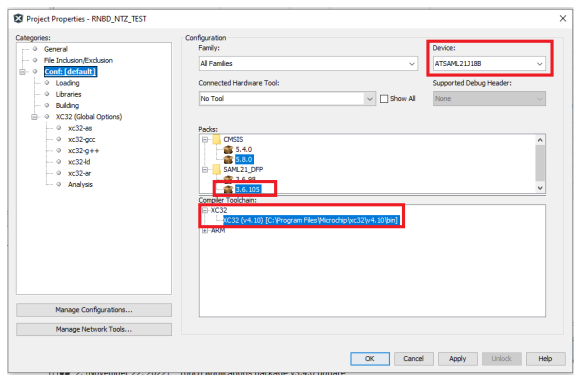 Project Properties - RNBD_NTZ_TEST
Categories:
General
File Inclusion/Exclusion
Conf: [default]
Loading
Libraries
Building
XC32 (Global Options)
xc32-as
xc32-gcc
xc32-g++
xc32-ld
xc32-ar
Analysis
Manage Configurations...
Manage Network Tools...
Configuration
Family:
Device:
All Families
ATSAML21J18B
Connected Hardware Tool:
Supported Debug Header:
No Tool
Show All
None
Packs:
CMSIS
5.4.0
5.8.0
SAML21_DFP
3.6.105
Compiler Toolchain:
XC32
XC32 (v4.10) [C:\Program Files\Microchip\xc32\v4.10\bin]
ARM
OK
Cancel
Apply
Unlock
Help